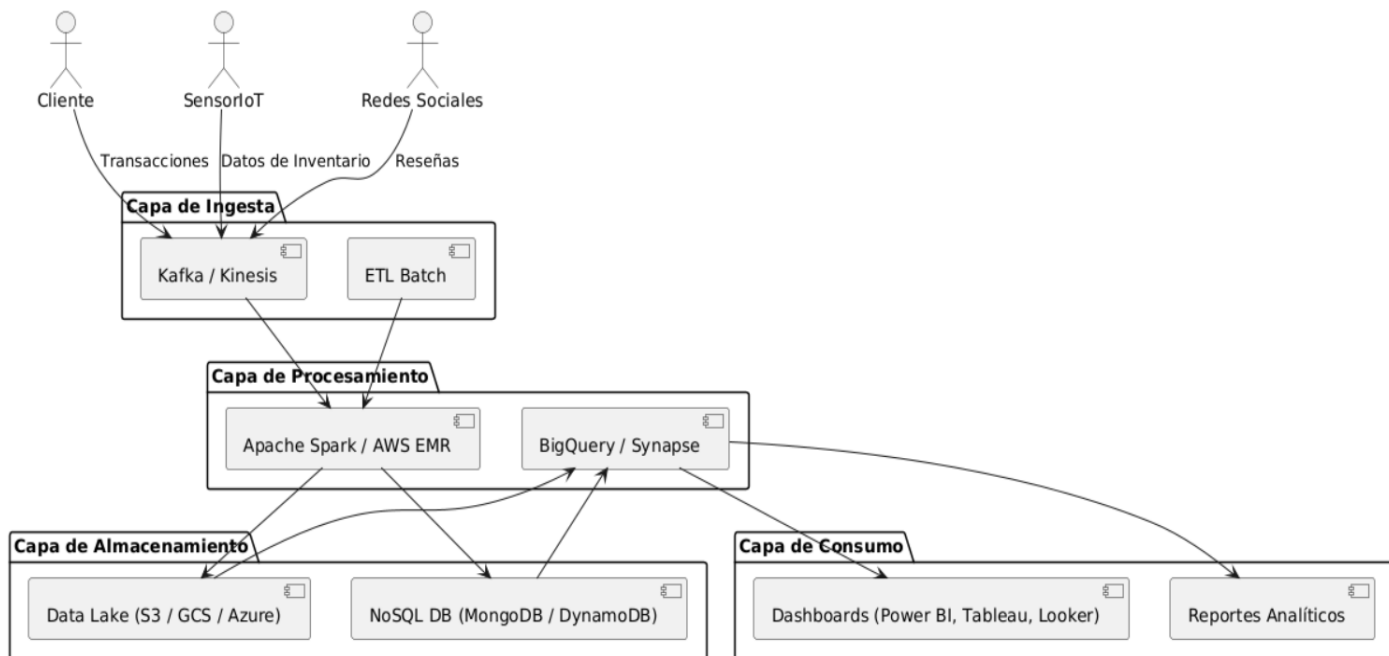 Cliente
SensorIoT
Redes Sociales
Transacciones
Datos de Inventario
Reseñas
Capa de Ingesta
Kafka / Kinesis
ETL Batch
Capa de Procesamiento
Apache Spark / AWS EMR
BigQuery / Synapse
Capa de Almacenamiento
Capa de Consumo
Data Lake (S3 / GCS / Azure)
NoSQL DB (MongoDB / DynamoDB)
Dashboards (Power BI, Tableau, Looker)
Reportes Analíticos